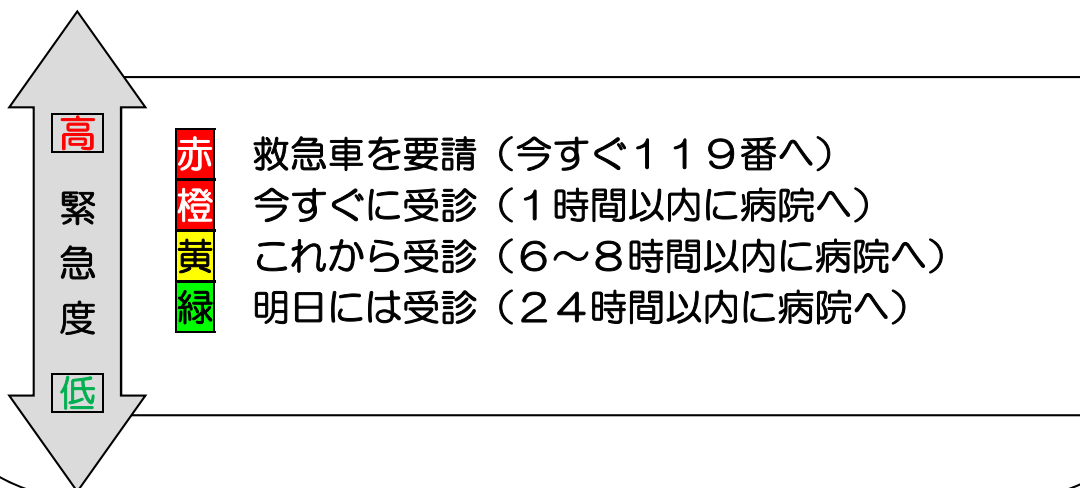 高
緊急度
低
赤 救急車を要請（今すぐ１１９番へ）
橙 今すぐに受診（１時間以内に病院へ）
黄 これから受診（６～８時間以内に病院へ）
緑 明日には受診（２４時間以内に病院へ）